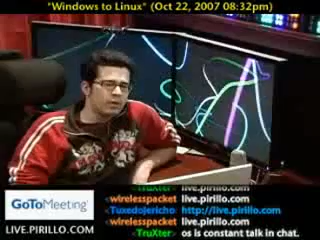 "Windows to Linux" (Oct 22, 2007 08:32pm)
GoToMeeting
LIVE.PIRILLO.COM
<TruXter> live.pirillo.com
<wirelesspacket> live.pirillo.com
<TuxedoJericho> http://live.pirillo.com
<wirelesspacket> live.pirillo.com
<TruXter> os is constant talk in chat.